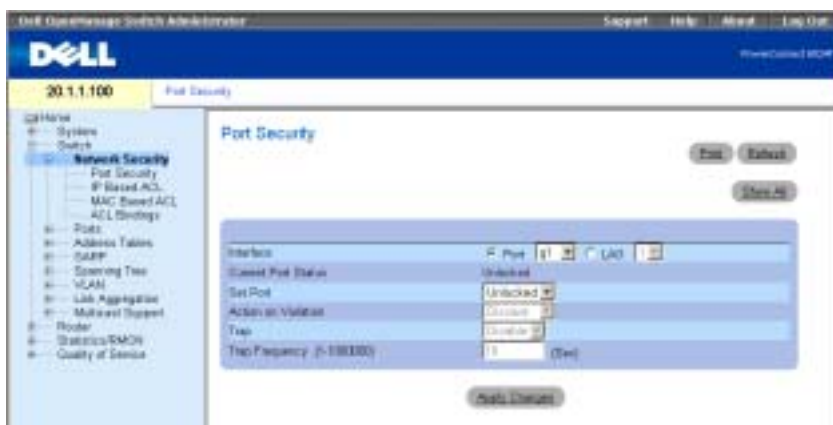 Dell OpenManage Switch Administrator Support Help About Log Out
DELL
20.1.1.100 Port Security
Home
System
Switch
Network Security
Port Security
IP Based ACL
MAC Based ACL
ACL Bindings
Ports
Address Tables
GARP
Spanning Tree
VLAN
Link Aggregation
Multicast Support
Router
Statistics/RMON
Quality of Service
Port Security
Print Refresh
Show All
Interface Port g1 LAG 1
Current Port Status Unlocked
Set Port Unlocked
Action on Violation Discard
Trap Disable
Trap Frequency (1-1000000) 10 (Sec)
Apply Changes